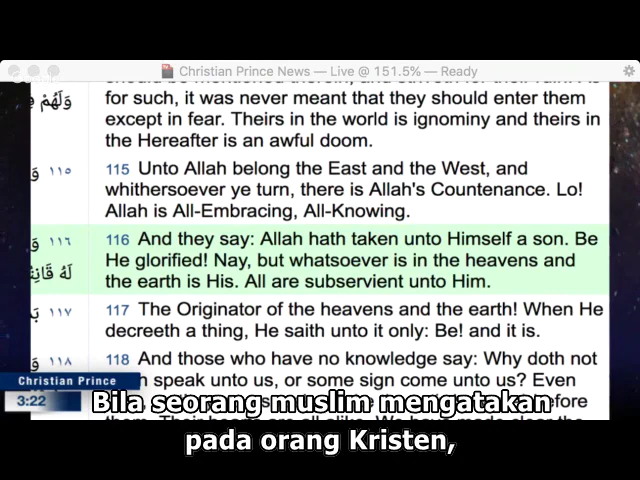 Christian Prince News — Live @ 151.5% — Ready
for such, it was never meant that they should enter them
except in fear. Theirs in the world is ignominy and theirs in
the Hereafter is an awful doom.
١١٥ 115 Unto Allah belong the East and the West, and
whithersoever ye turn, there is Allah's Countenance. Lo!
Allah is All-Embracing, All-Knowing.
١١٦ 116 And they say: Allah hath taken unto Himself a son. Be
He glorified! Nay, but whatsoever is in the heavens and
the earth is His. All are subservient unto Him.
١١٧ 117 The Originator of the heavens and the earth! When He
decreeth a thing, He saith unto it only: Be! and it is.
١١٨ 118 And those who have no knowledge say: Why doth not
speak unto us, or some sign come unto us? Even
Christian Prince
3:22
Bila seorang muslim mengatakan
pada orang Kristen,